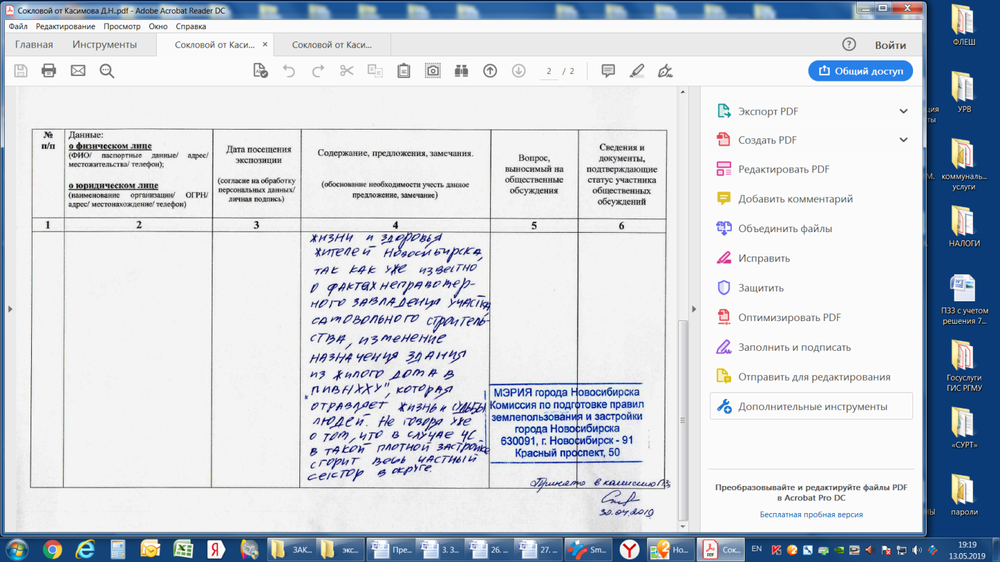 Сокловой от Касимова Д.Н..pdf - Adobe Acrobat Reader DC
Файл Редактирование Просмотр Окно Справка
Главная Инструменты Сокловой от Каси... × Сокловой от Каси... Войти
2 / 2 Общий доступ
№ п/п
Данные:
о физическом лице
(ФИО/ паспортные данные/ адрес/
местожительства/ телефон);
о юридическом лице
(наименование организации/ ОГРН/
адрес/ местонахождение/ телефон)
Дата посещения
экспозиции
(согласие на обработку
персональных данных/
личная подпись)
Содержание, предложения, замечания.
(обоснование необходимости учесть данное
предложение, замечание)
Вопрос,
выносимый на
общественные
обсуждения
Сведения и
документы,
подтверждающие
статус участника
общественных
обсуждений
1 2 3 4 5 6
жизни и здоровья
жителей Новосибирска,
так как уже известно
о фактах неправомер-
ного завладения участка,
самовольного строитель-
ства, изменение
назначения здания
из жилого дома в
"пивнХХУ", которая
отравляет жизнь и судьбы
людей. Не говоря уже
о том, что в случае ЧС
в такой плотной застройке
сгорит весь частный
сектор в округе.
МЭРИЯ города Новосибирска
Комиссия по подготовке правил
землепользования и застройки
города Новосибирска
630091, г. Новосибирск - 91
Красный проспект, 50
Принято в комиссию ПЗЗ
30.04.2019
Экспорт PDF
Создать PDF
Редактировать PDF
Добавить комментарий
Объединить файлы
Исправить
Защитить
Оптимизировать PDF
Заполнить и подписать
Отправить для редактирования
Дополнительные инструменты
Преобразовывайте и редактируйте файлы PDF
в Acrobat Pro DC
Бесплатная пробная версия
ФЛЕШ
УРВ
коммуналь...
услуги
НАЛОГИ
ПЗЗ с учетом
решения 7...
Госуслуги
ГИС РГМУ
«СУРТ»
пароли
ЗАК... экс... Пре... 3. З... 26. ... 27. ... Sm... Но... Сок... EN
19:19
13.05.2019